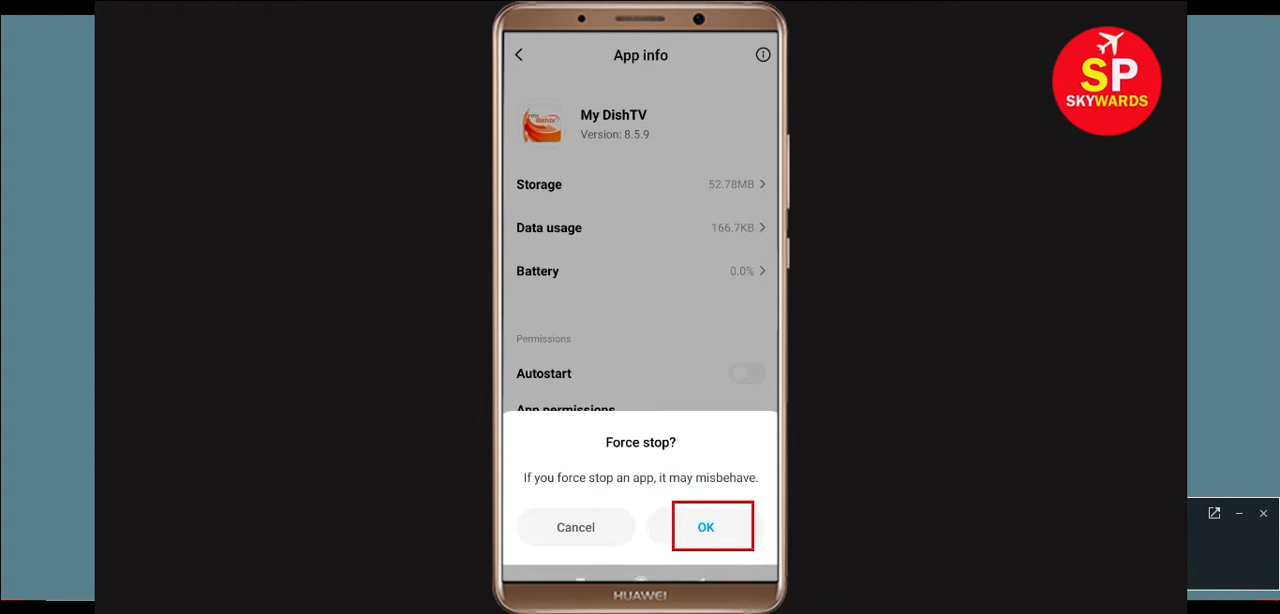 App info
SP
SKYWARDS
my
dishtv
My DishTV
Version: 8.5.9
Storage 52.78MB
Data usage 166.7KB
Battery 0.0%
Permissions
Autostart
App permissions
Force stop?
If you force stop an app, it may misbehave.
Cancel OK
HUAWEI